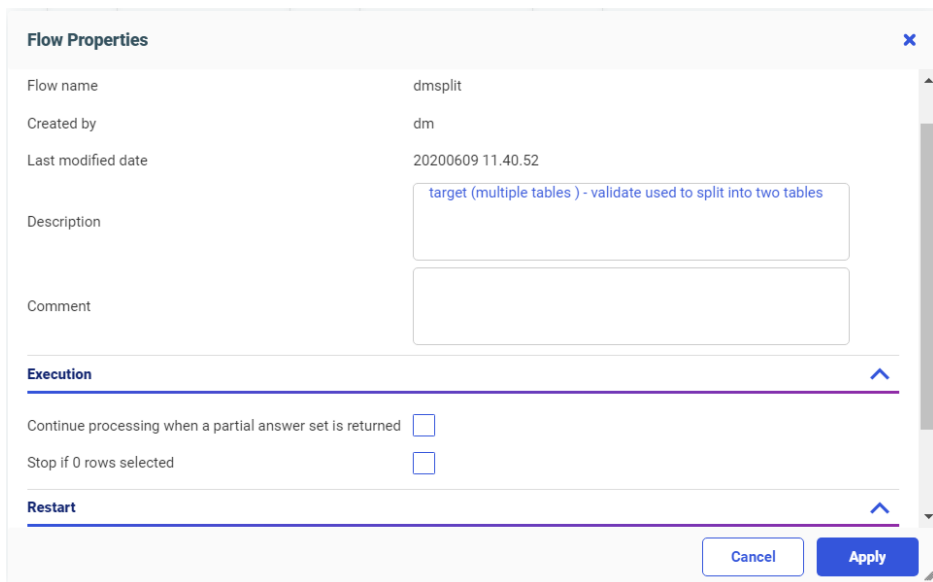 Flow Properties
Flow name dmsplit
Created by dm
Last modified date 20200609 11.40.52
Description target (multiple tables ) - validate used to split into two tables
Comment
Execution
Continue processing when a partial answer set is returned
Stop if 0 rows selected
Restart
Cancel Apply